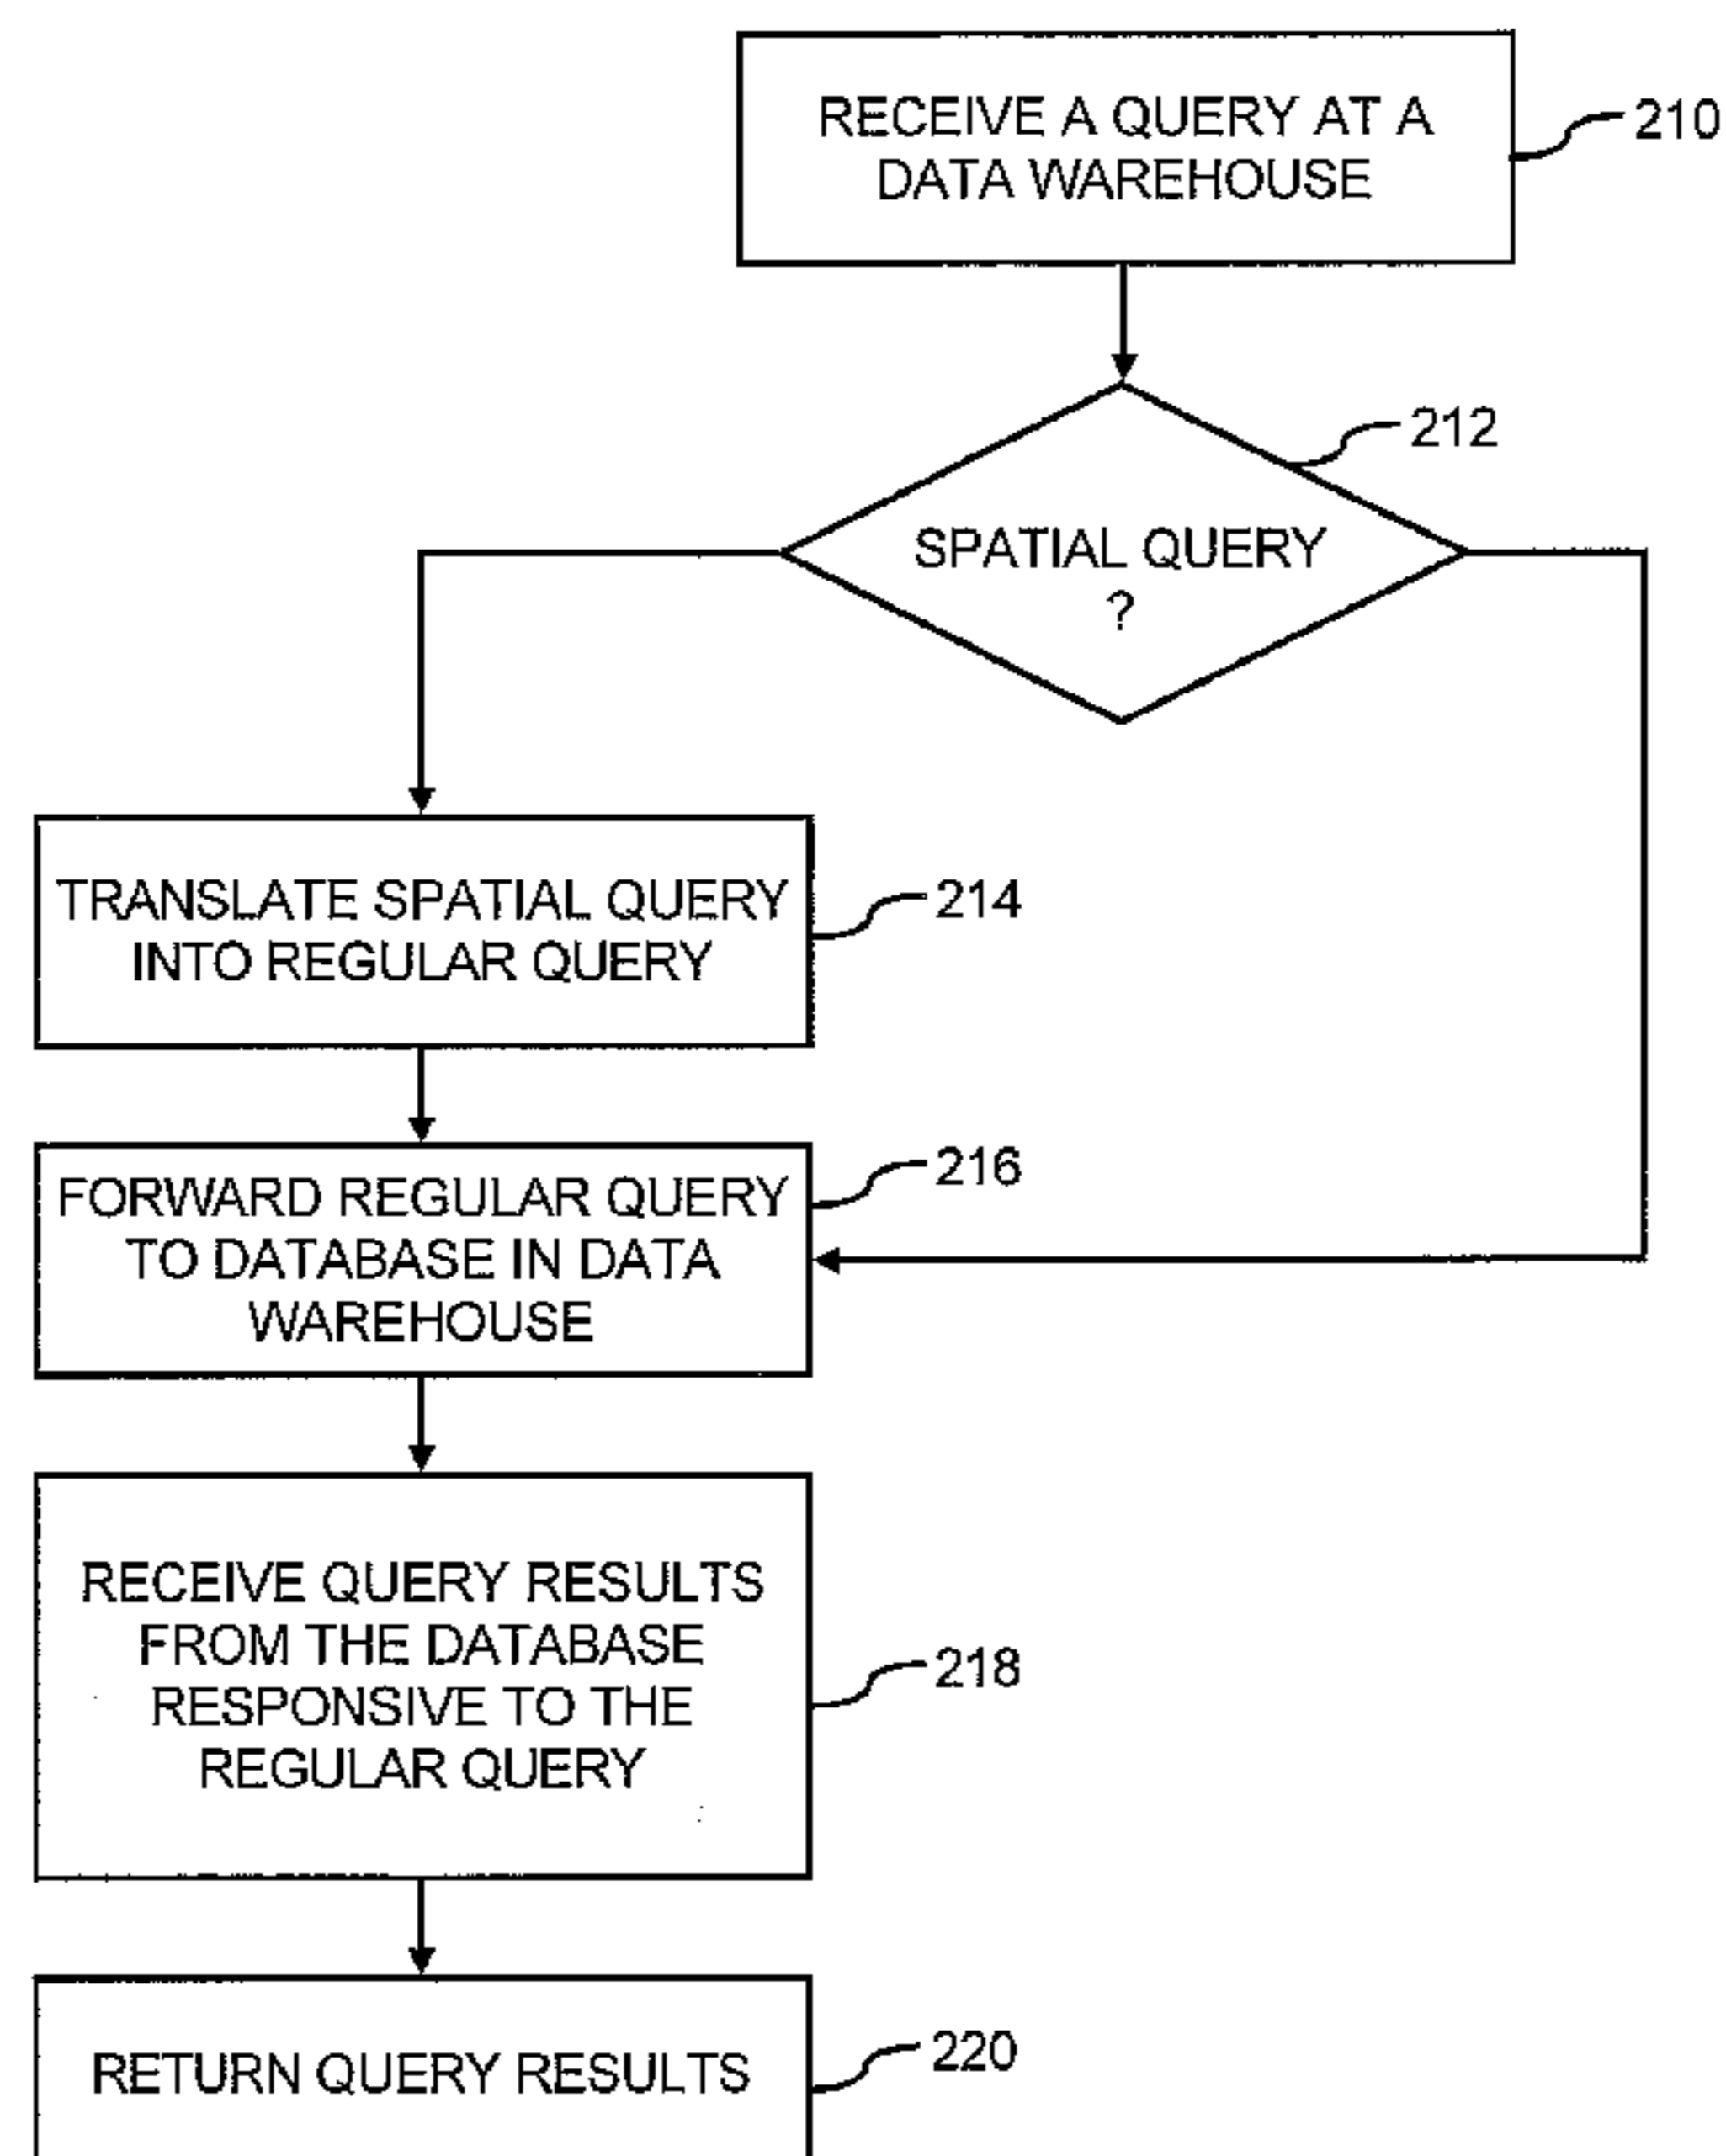 RECEIVE A QUERY AT A
DATA WAREHOUSE
210
212
SPATIAL QUERY
?
TRANSLATE SPATIAL QUERY
INTO REGULAR QUERY
214
FORWARD REGULAR QUERY
TO DATABASE IN DATA
WAREHOUSE
216
RECEIVE QUERY RESULTS
FROM THE DATABASE
RESPONSIVE TO THE
REGULAR QUERY
218
RETURN QUERY RESULTS
220